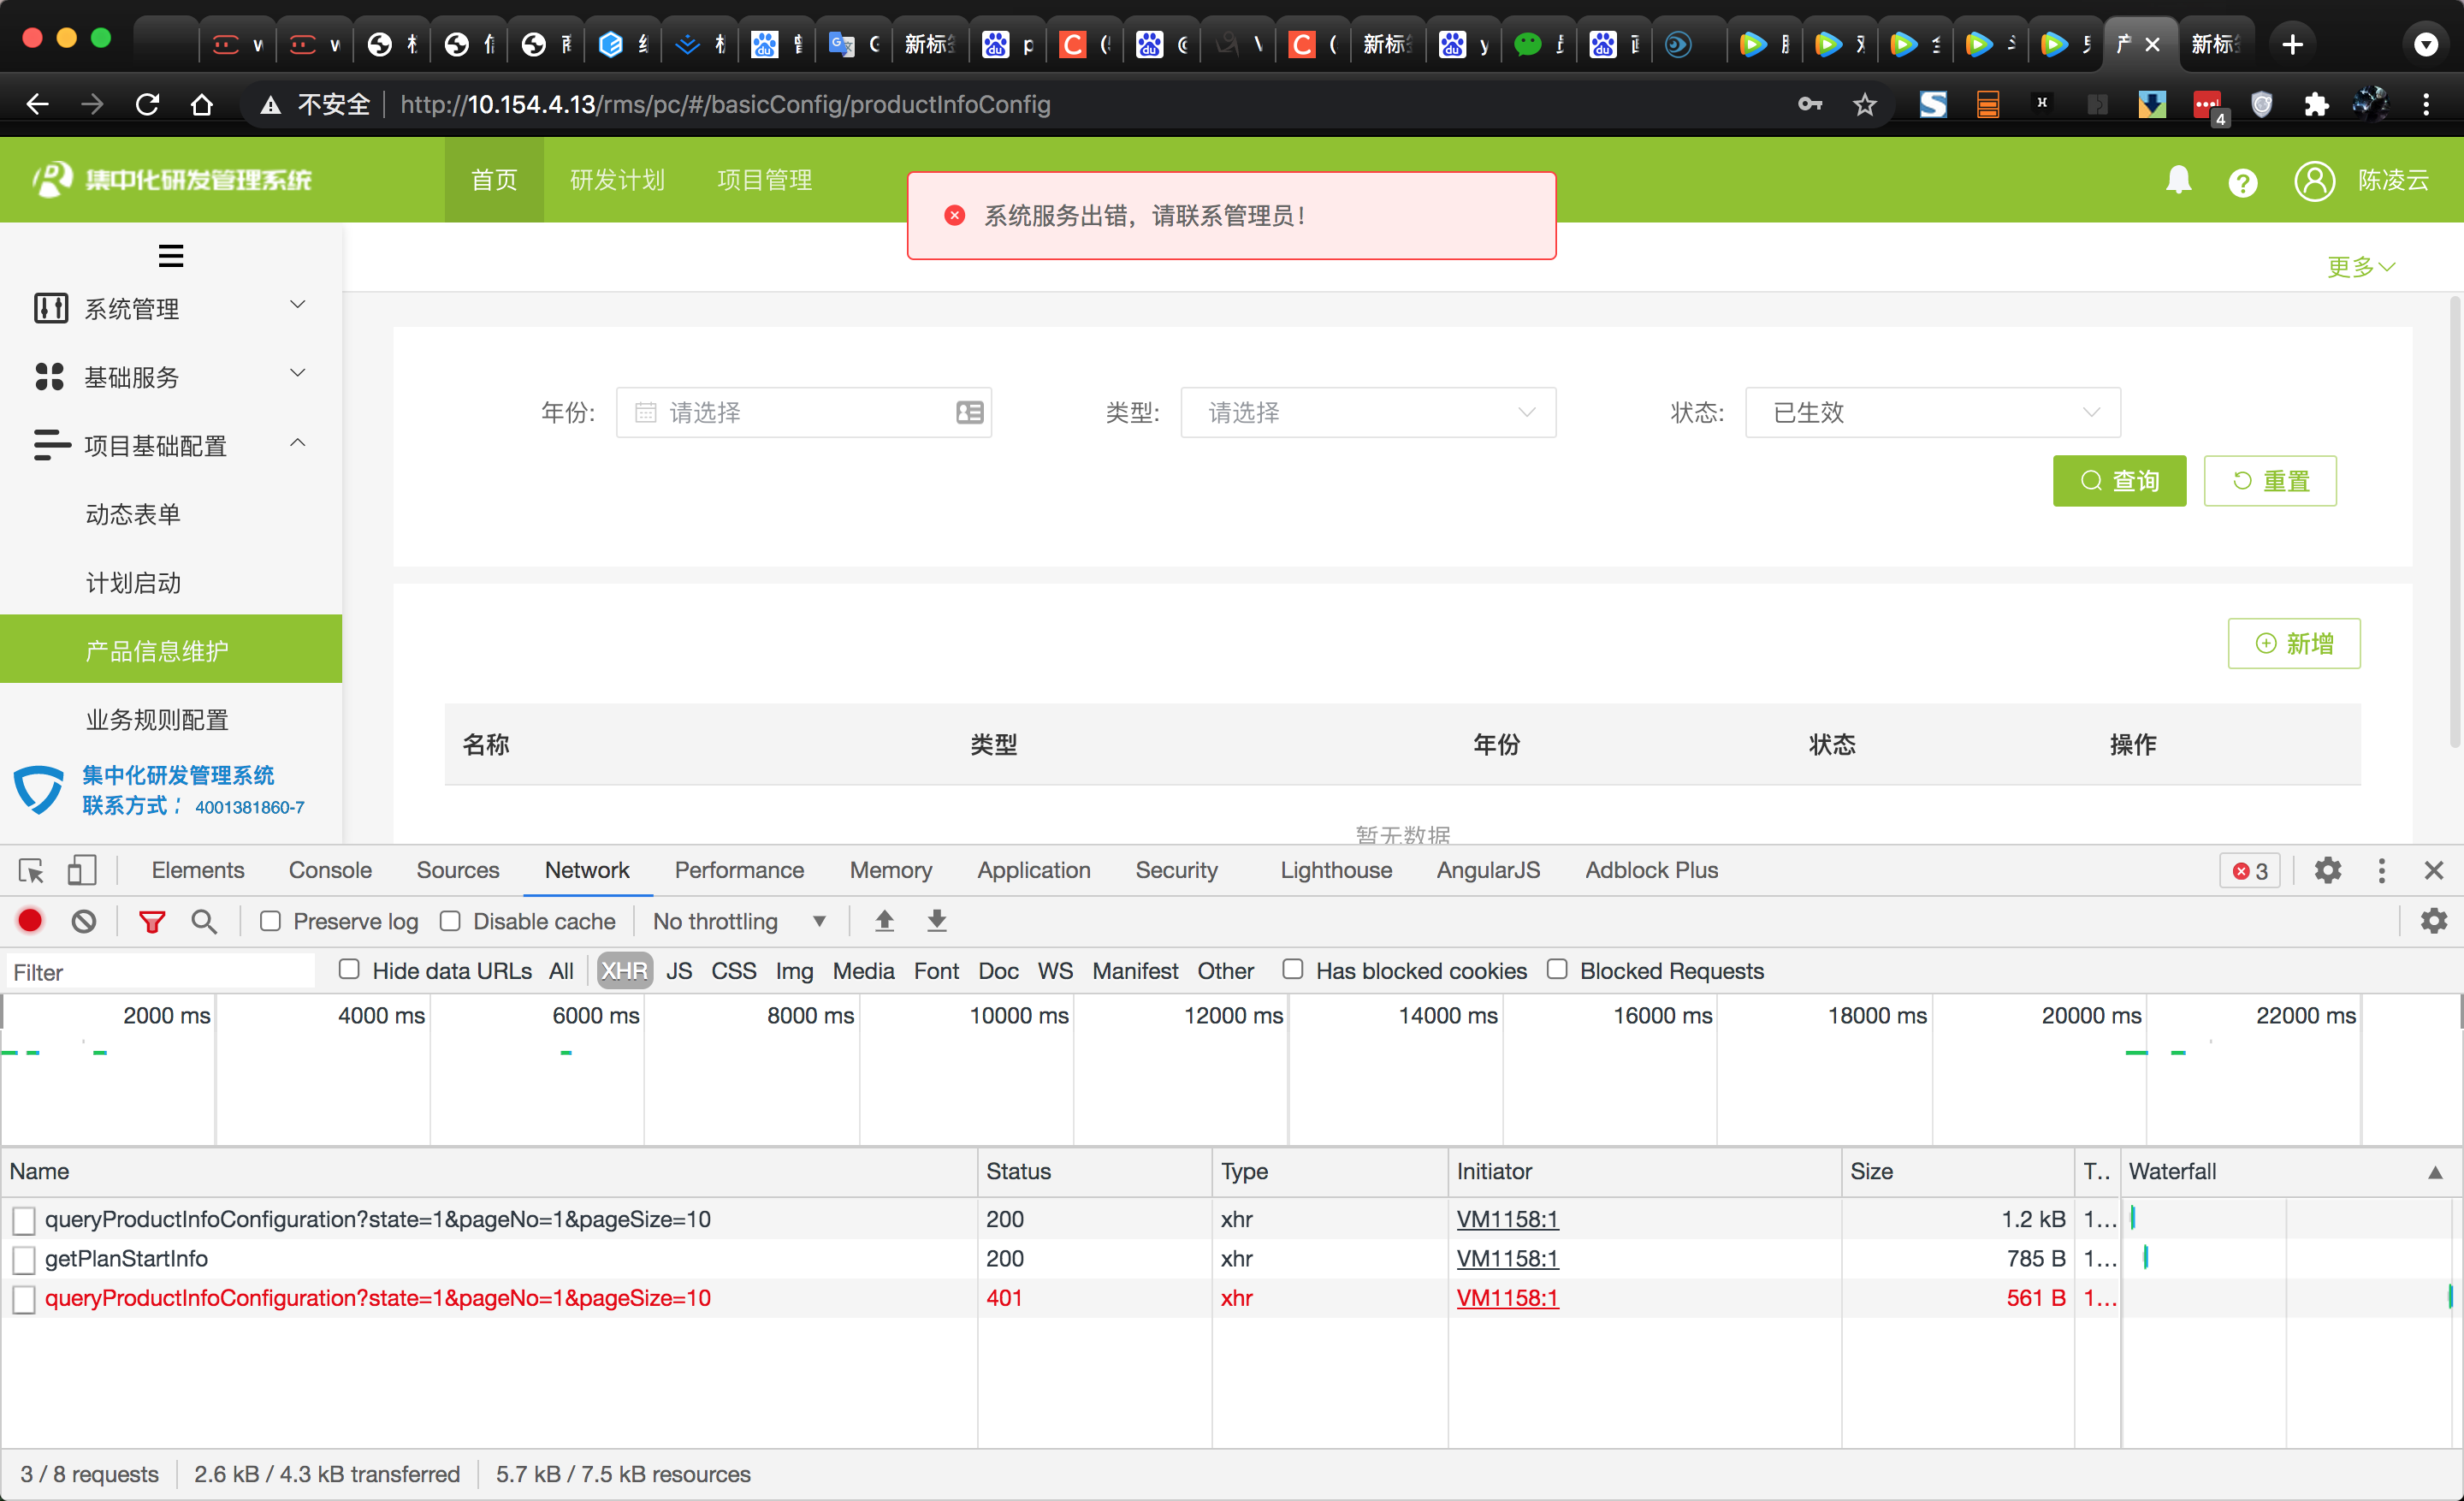 新标
新标
新标
不安全
http://10.154.4.13/rms/pc/#/basicConfig/productInfoConfig
4
集中化研发管理系统
首页
研发计划
项目管理
系统服务出错，请联系管理员！
陈凌云
更多
系统管理
基础服务
项目基础配置
动态表单
计划启动
产品信息维护
业务规则配置
集中化研发管理系统
联系方式： 4001381860-7
年份:
请选择
类型:
请选择
状态:
已生效
查询
重置
新增
名称
类型
年份
状态
操作
暂无数据
Elements
Console
Sources
Network
Performance
Memory
Application
Security
Lighthouse
AngularJS
Adblock Plus
3
Preserve log
Disable cache
No throttling
Filter
Hide data URLs
All
XHR
JS
CSS
Img
Media
Font
Doc
WS
Manifest
Other
Has blocked cookies
Blocked Requests
2000 ms
4000 ms
6000 ms
8000 ms
10000 ms
12000 ms
14000 ms
16000 ms
18000 ms
20000 ms
22000 ms
Name
Status
Type
Initiator
Size
T..
Waterfall
queryProductInfoConfiguration?state=1&pageNo=1&pageSize=10
200
xhr
VM1158:1
1.2 kB
1...
getPlanStartInfo
200
xhr
VM1158:1
785 B
1...
queryProductInfoConfiguration?state=1&pageNo=1&pageSize=10
401
xhr
VM1158:1
561 B
1...
3 / 8 requests
2.6 kB / 4.3 kB transferred
5.7 kB / 7.5 kB resources